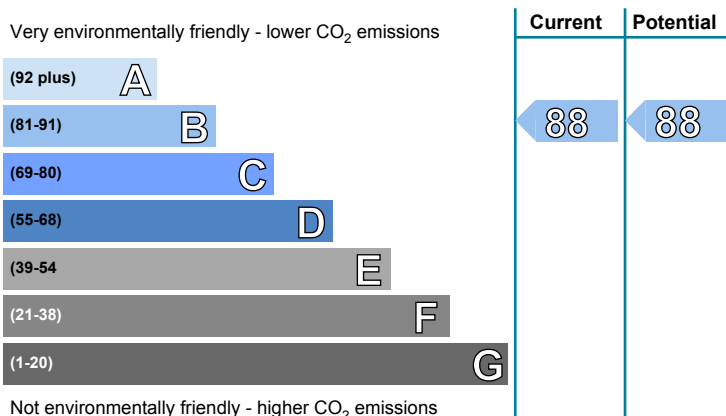 Current Potential
Very environmentally friendly - lower CO2 emissions
(92 plus) A
(81-91) B 88 88
(69-80) C
(55-68) D
(39-54 E
(21-38) F
(1-20) G
Not environmentally friendly - higher CO2 emissions